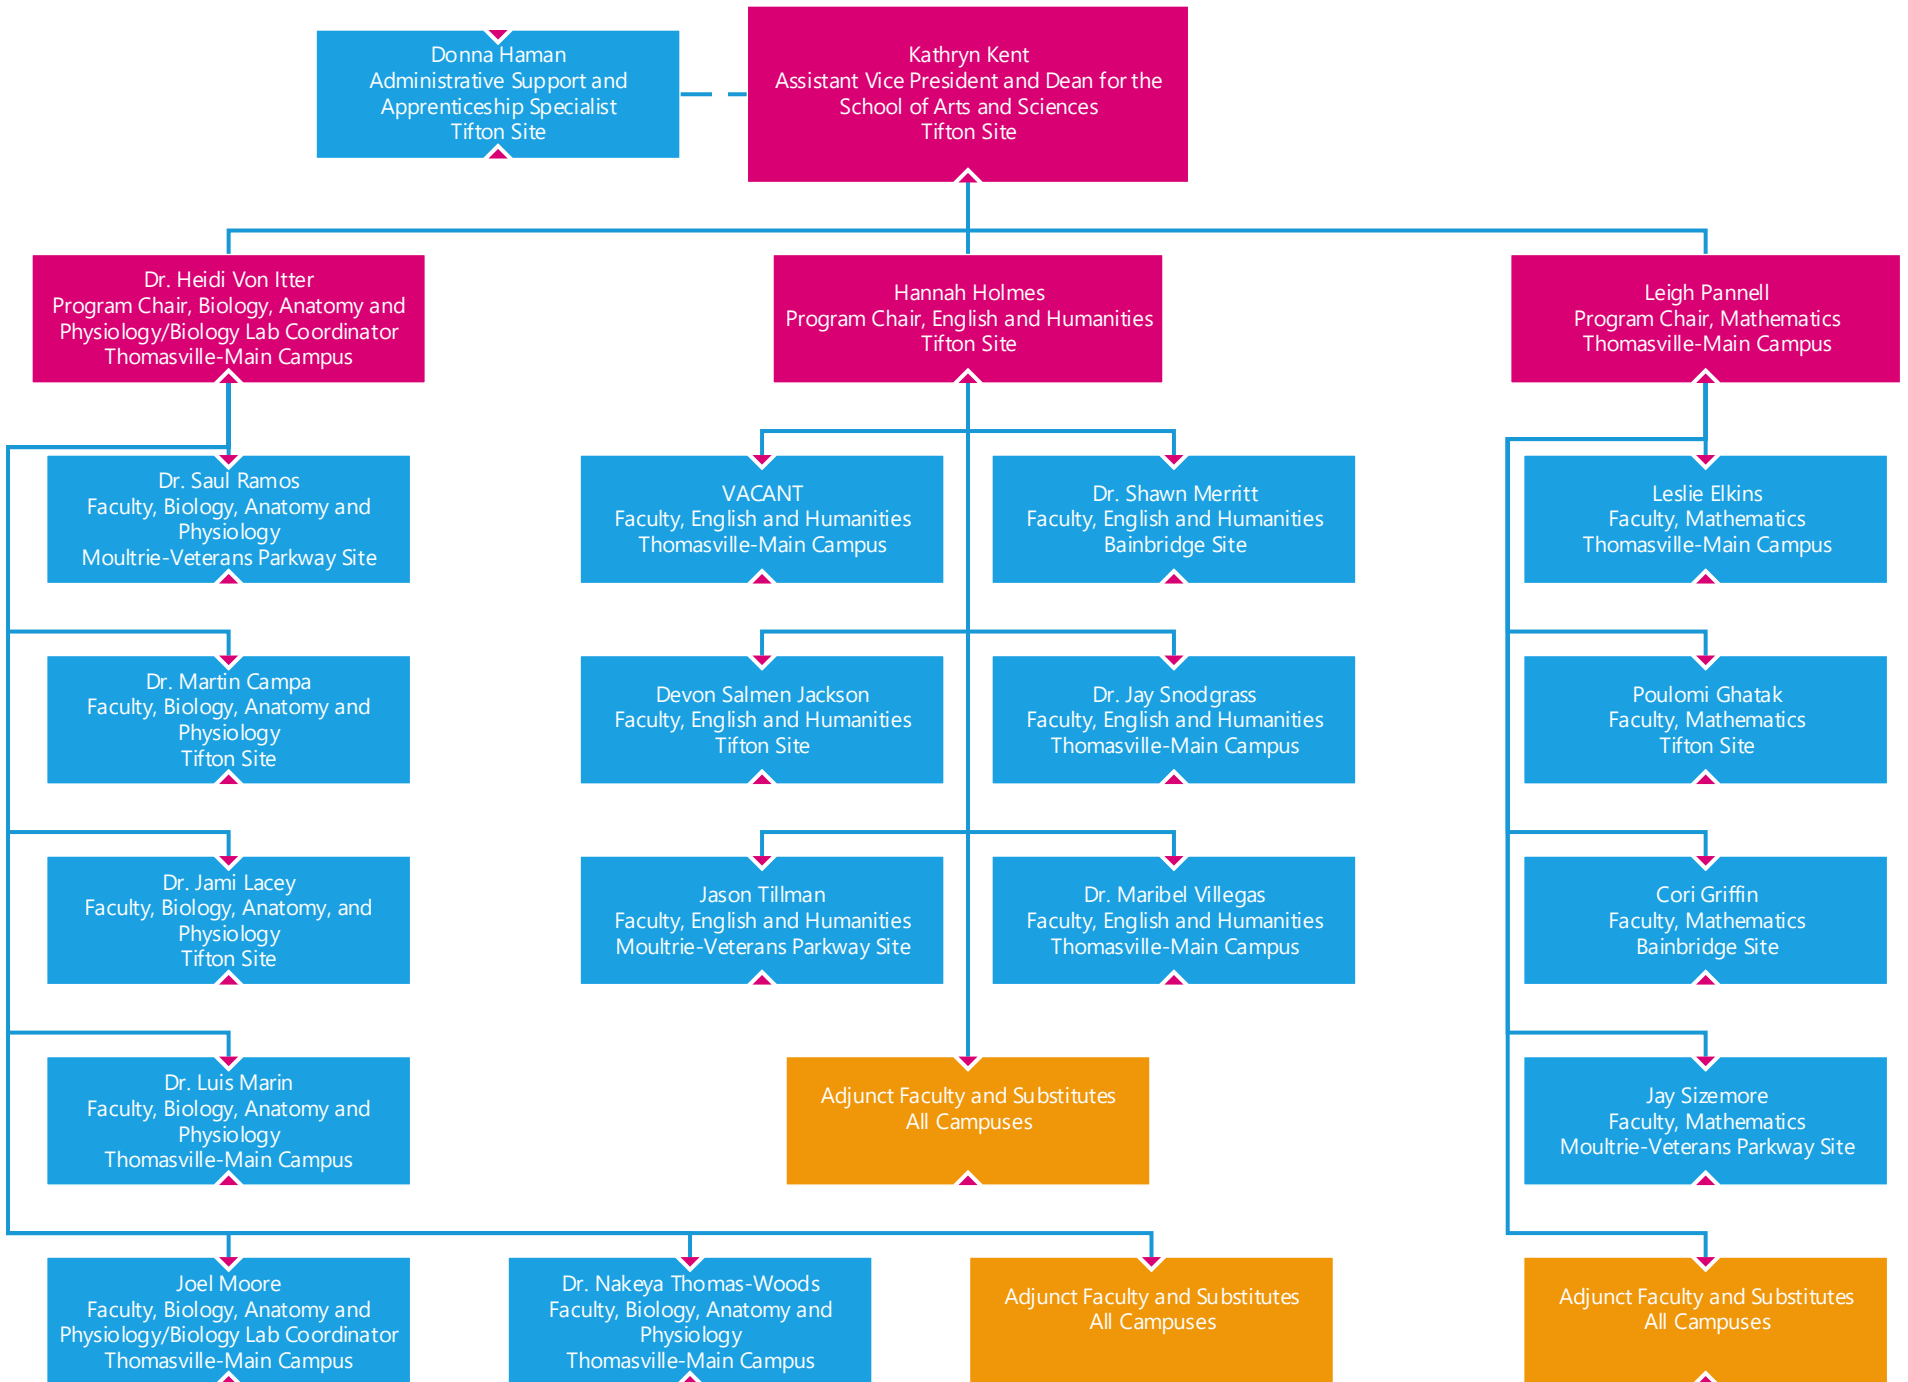 Donna Haman
Administrative Support and
Apprenticeship Specialist
Tifton Site
Kathryn Kent
Assistant Vice President and Dean for the
School of Arts and Sciences
Tifton Site
Dr. Heidi Von Itter
Program Chair, Biology, Anatomy and
Physiology/Biology Lab Coordinator
Thomasville-Main Campus
Hannah Holmes
Program Chair, English and Humanities
Tifton Site
Leigh Pannell
Program Chair, Mathematics
Thomasville-Main Campus
Dr. Saul Ramos
Faculty, Biology, Anatomy and
Physiology
Moultrie-Veterans Parkway Site
VACANT
Faculty, English and Humanities
Thomasville-Main Campus
Dr. Shawn Merritt
Faculty, English and Humanities
Bainbridge Site
Leslie Elkins
Faculty, Mathematics
Thomasville-Main Campus
Dr. Martin Campa
Faculty, Biology, Anatomy and
Physiology
Tifton Site
Devon Salmen Jackson
Faculty, English and Humanities
Tifton Site
Dr. Jay Snodgrass
Faculty, English and Humanities
Thomasville-Main Campus
Poulomi Ghatak
Faculty, Mathematics
Tifton Site
Dr. Jami Lacey
Faculty, Biology, Anatomy, and
Physiology
Tifton Site
Jason Tillman
Faculty, English and Humanities
Moultrie-Veterans Parkway Site
Dr. Maribel Villegas
Faculty, English and Humanities
Thomasville-Main Campus
Cori Griffin
Faculty, Mathematics
Bainbridge Site
Dr. Luis Marin
Faculty, Biology, Anatomy and
Physiology
Thomasville-Main Campus
Adjunct Faculty and Substitutes
All Campuses
Jay Sizemore
Faculty, Mathematics
Moultrie-Veterans Parkway Site
Joel Moore
Faculty, Biology, Anatomy and
Physiology/Biology Lab Coordinator
Thomasville-Main Campus
Dr. Nakeya Thomas-Woods
Faculty, Biology, Anatomy and
Physiology
Thomasville-Main Campus
Adjunct Faculty and Substitutes
All Campuses
Adjunct Faculty and Substitutes
All Campuses